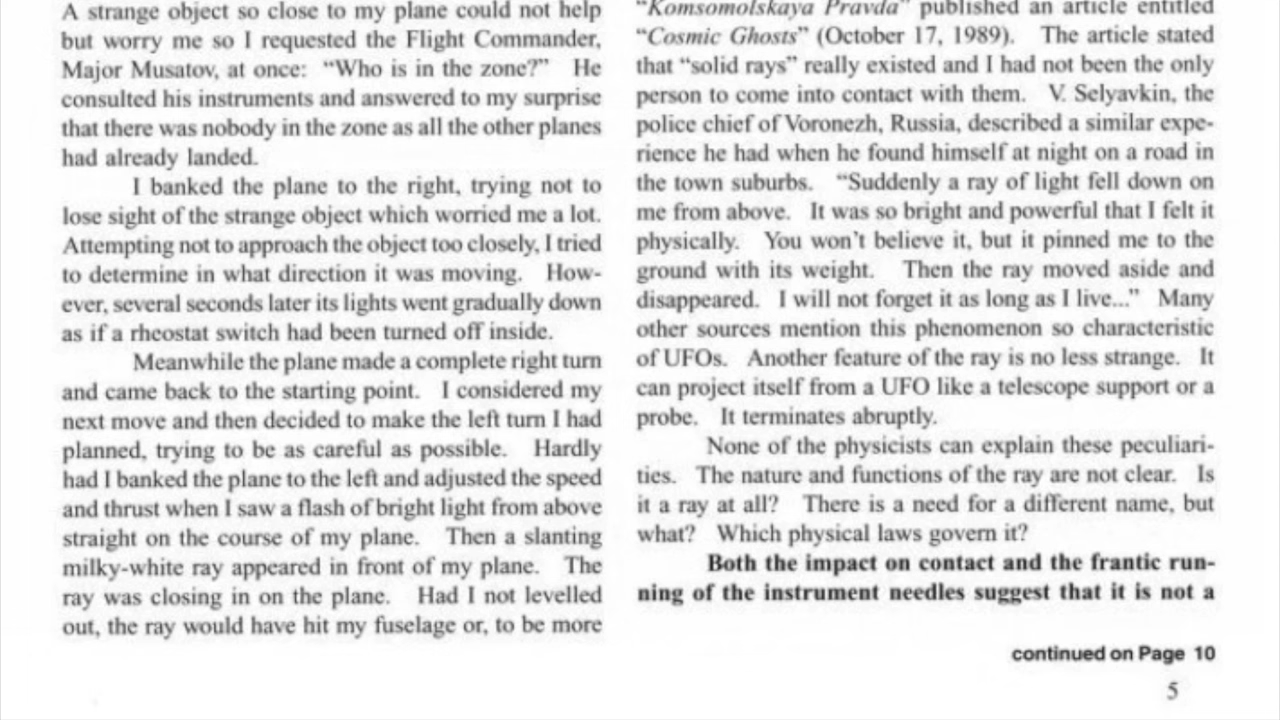 A strange object so close to my plane could not help
but worry me so I requested the Flight Commander,
Major Musatov, at once: "Who is in the zone?" He
consulted his instruments and answered to my surprise
that there was nobody in the zone as all the other planes
had already landed.
I banked the plane to the right, trying not to
lose sight of the strange object which worried me a lot.
Attempting not to approach the object too closely, I tried
to determine in what direction it was moving. How-
ever, several seconds later its lights went gradually down
as if a rheostat switch had been turned off inside.
Meanwhile the plane made a complete right turn
and came back to the starting point. I considered my
next move and then decided to make the left turn I had
planned, trying to be as careful as possible. Hardly
had I banked the plane to the left and adjusted the speed
and thrust when I saw a flash of bright light from above
straight on the course of my plane. Then a slanting
milky-white ray appeared in front of my plane. The
ray was closing in on the plane. Had I not levelled
out, the ray would have hit my fuselage or, to be more
"Komsomolskaya Pravda" published an article entitled
"Cosmic Ghosts" (October 17, 1989). The article stated
that "solid rays" really existed and I had not been the only
person to come into contact with them. V. Selyavkin, the
police chief of Voronezh, Russia, described a similar expe-
rience he had when he found himself at night on a road in
the town suburbs. "Suddenly a ray of light fell down on
me from above. It was so bright and powerful that I felt it
physically. You won't believe it, but it pinned me to the
ground with its weight. Then the ray moved aside and
disappeared. I will not forget it as long as I live..." Many
other sources mention this phenomenon so characteristic
of UFOs. Another feature of the ray is no less strange. It
can project itself from a UFO like a telescope support or a
probe. It terminates abruptly.
None of the physicists can explain these peculiari-
ties. The nature and functions of the ray are not clear. Is
it a ray at all? There is a need for a different name, but
what? Which physical laws govern it?
Both the impact on contact and the frantic run-
ning of the instrument needles suggest that it is not a
continued on Page 10
5